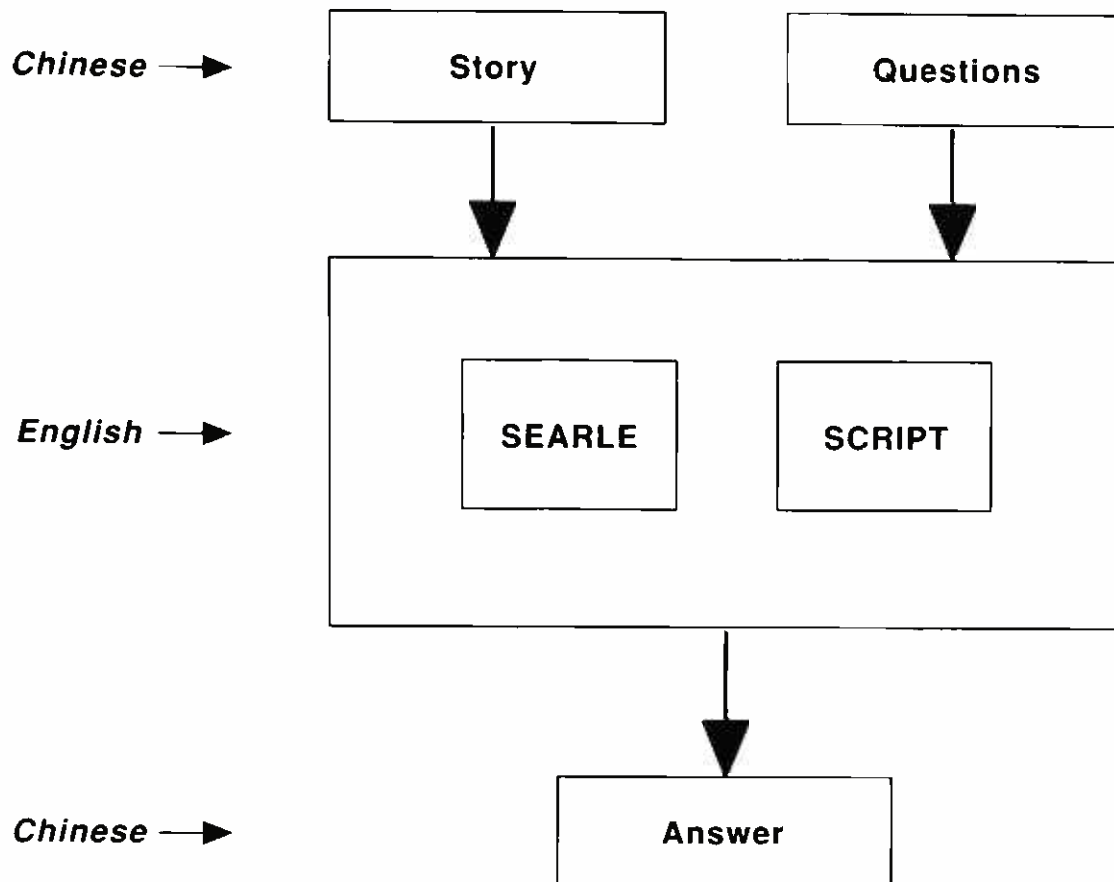 Chinese
Story
Questions
English
SEARLE
SCRIPT
Chinese
Answer